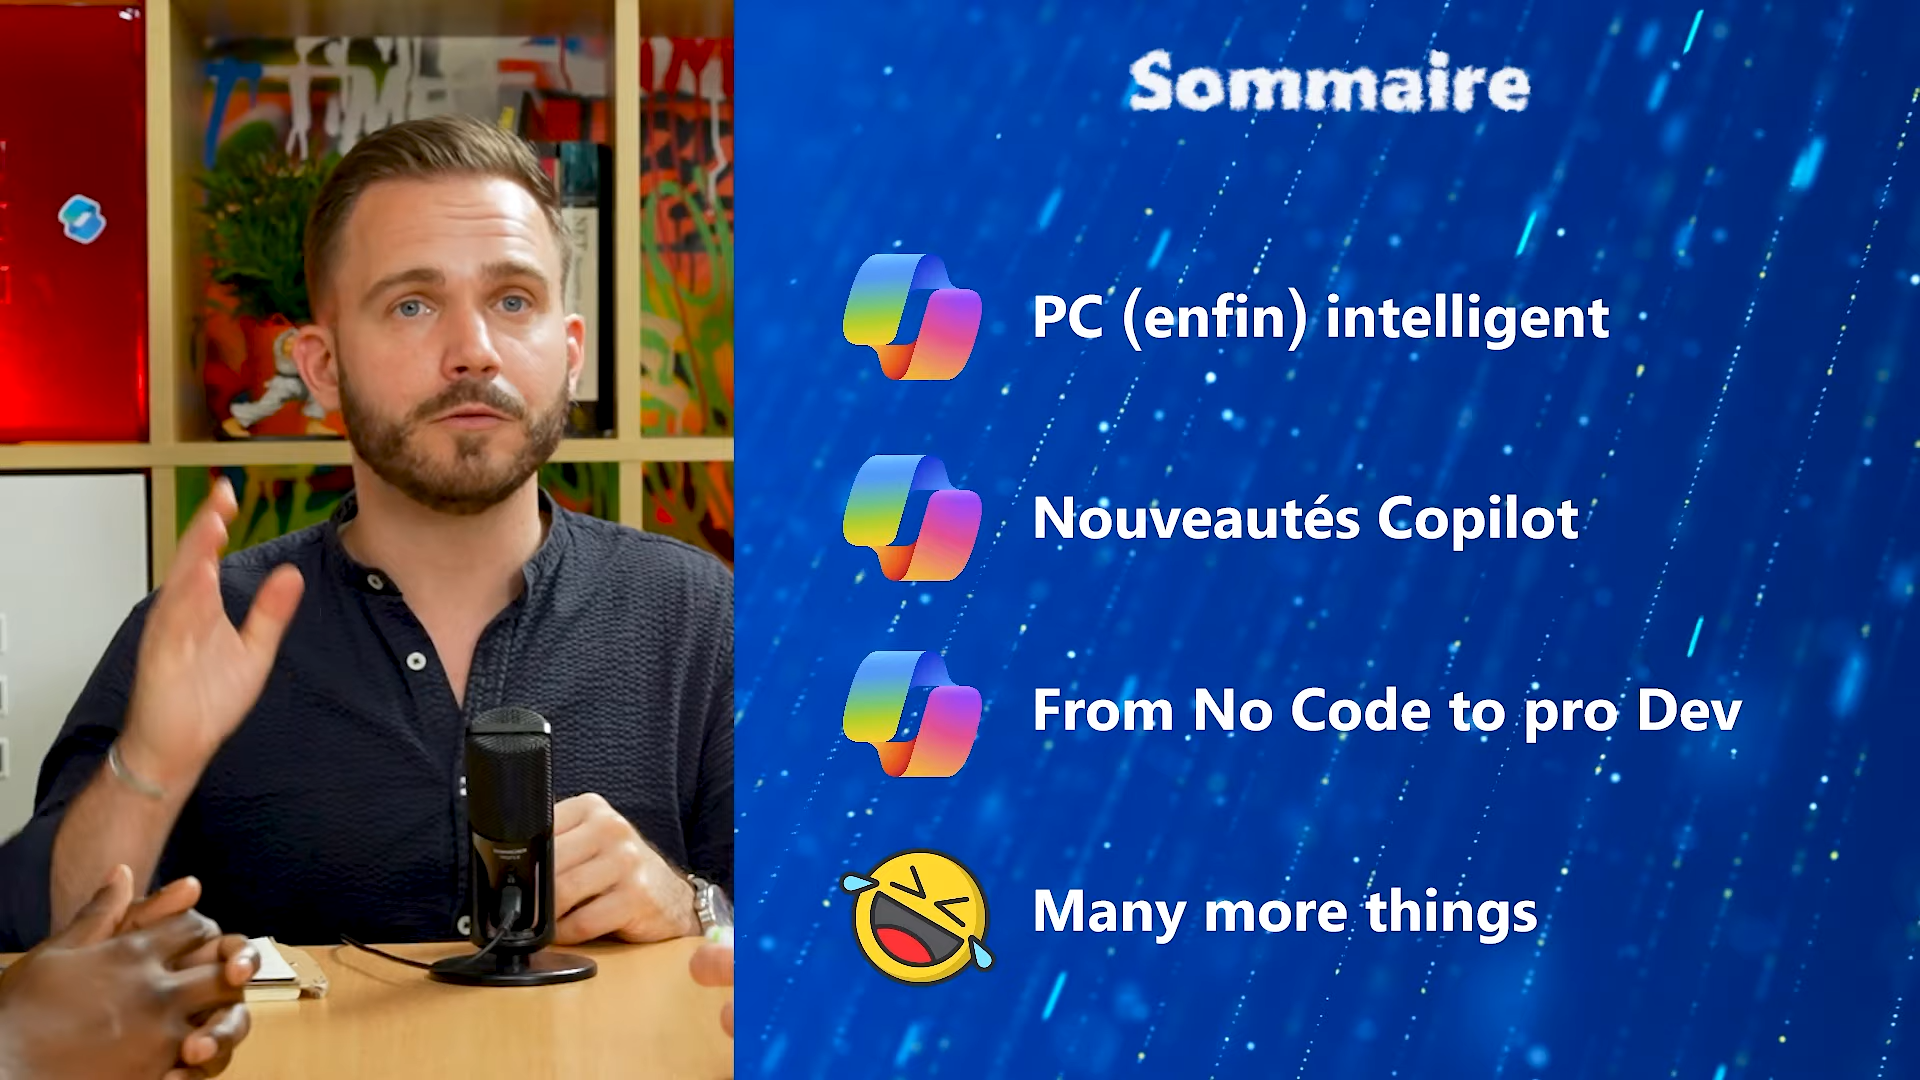 Sommaire
PC (enfin) intelligent
Nouveautés Copilot
From No Code to pro Dev
Many more things